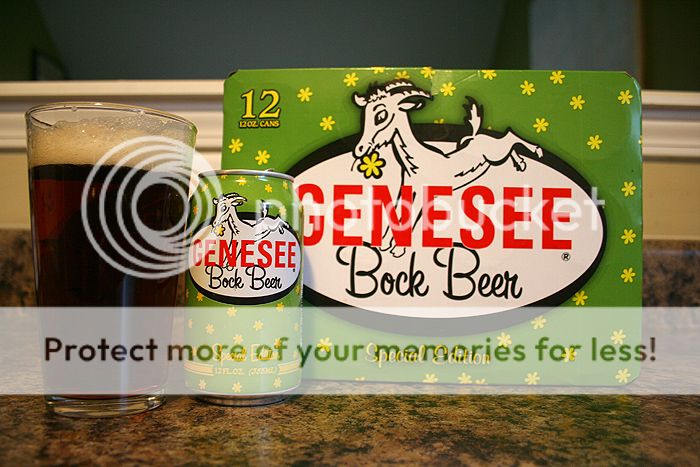 12
12 OZ. CANS
GENESEE
®
Bock Beer
Special Edition
GENESEE
Bock Beer
Special Edition
12 FL. OZ. (355ML)
photobucket
Protect more of your memories for less!